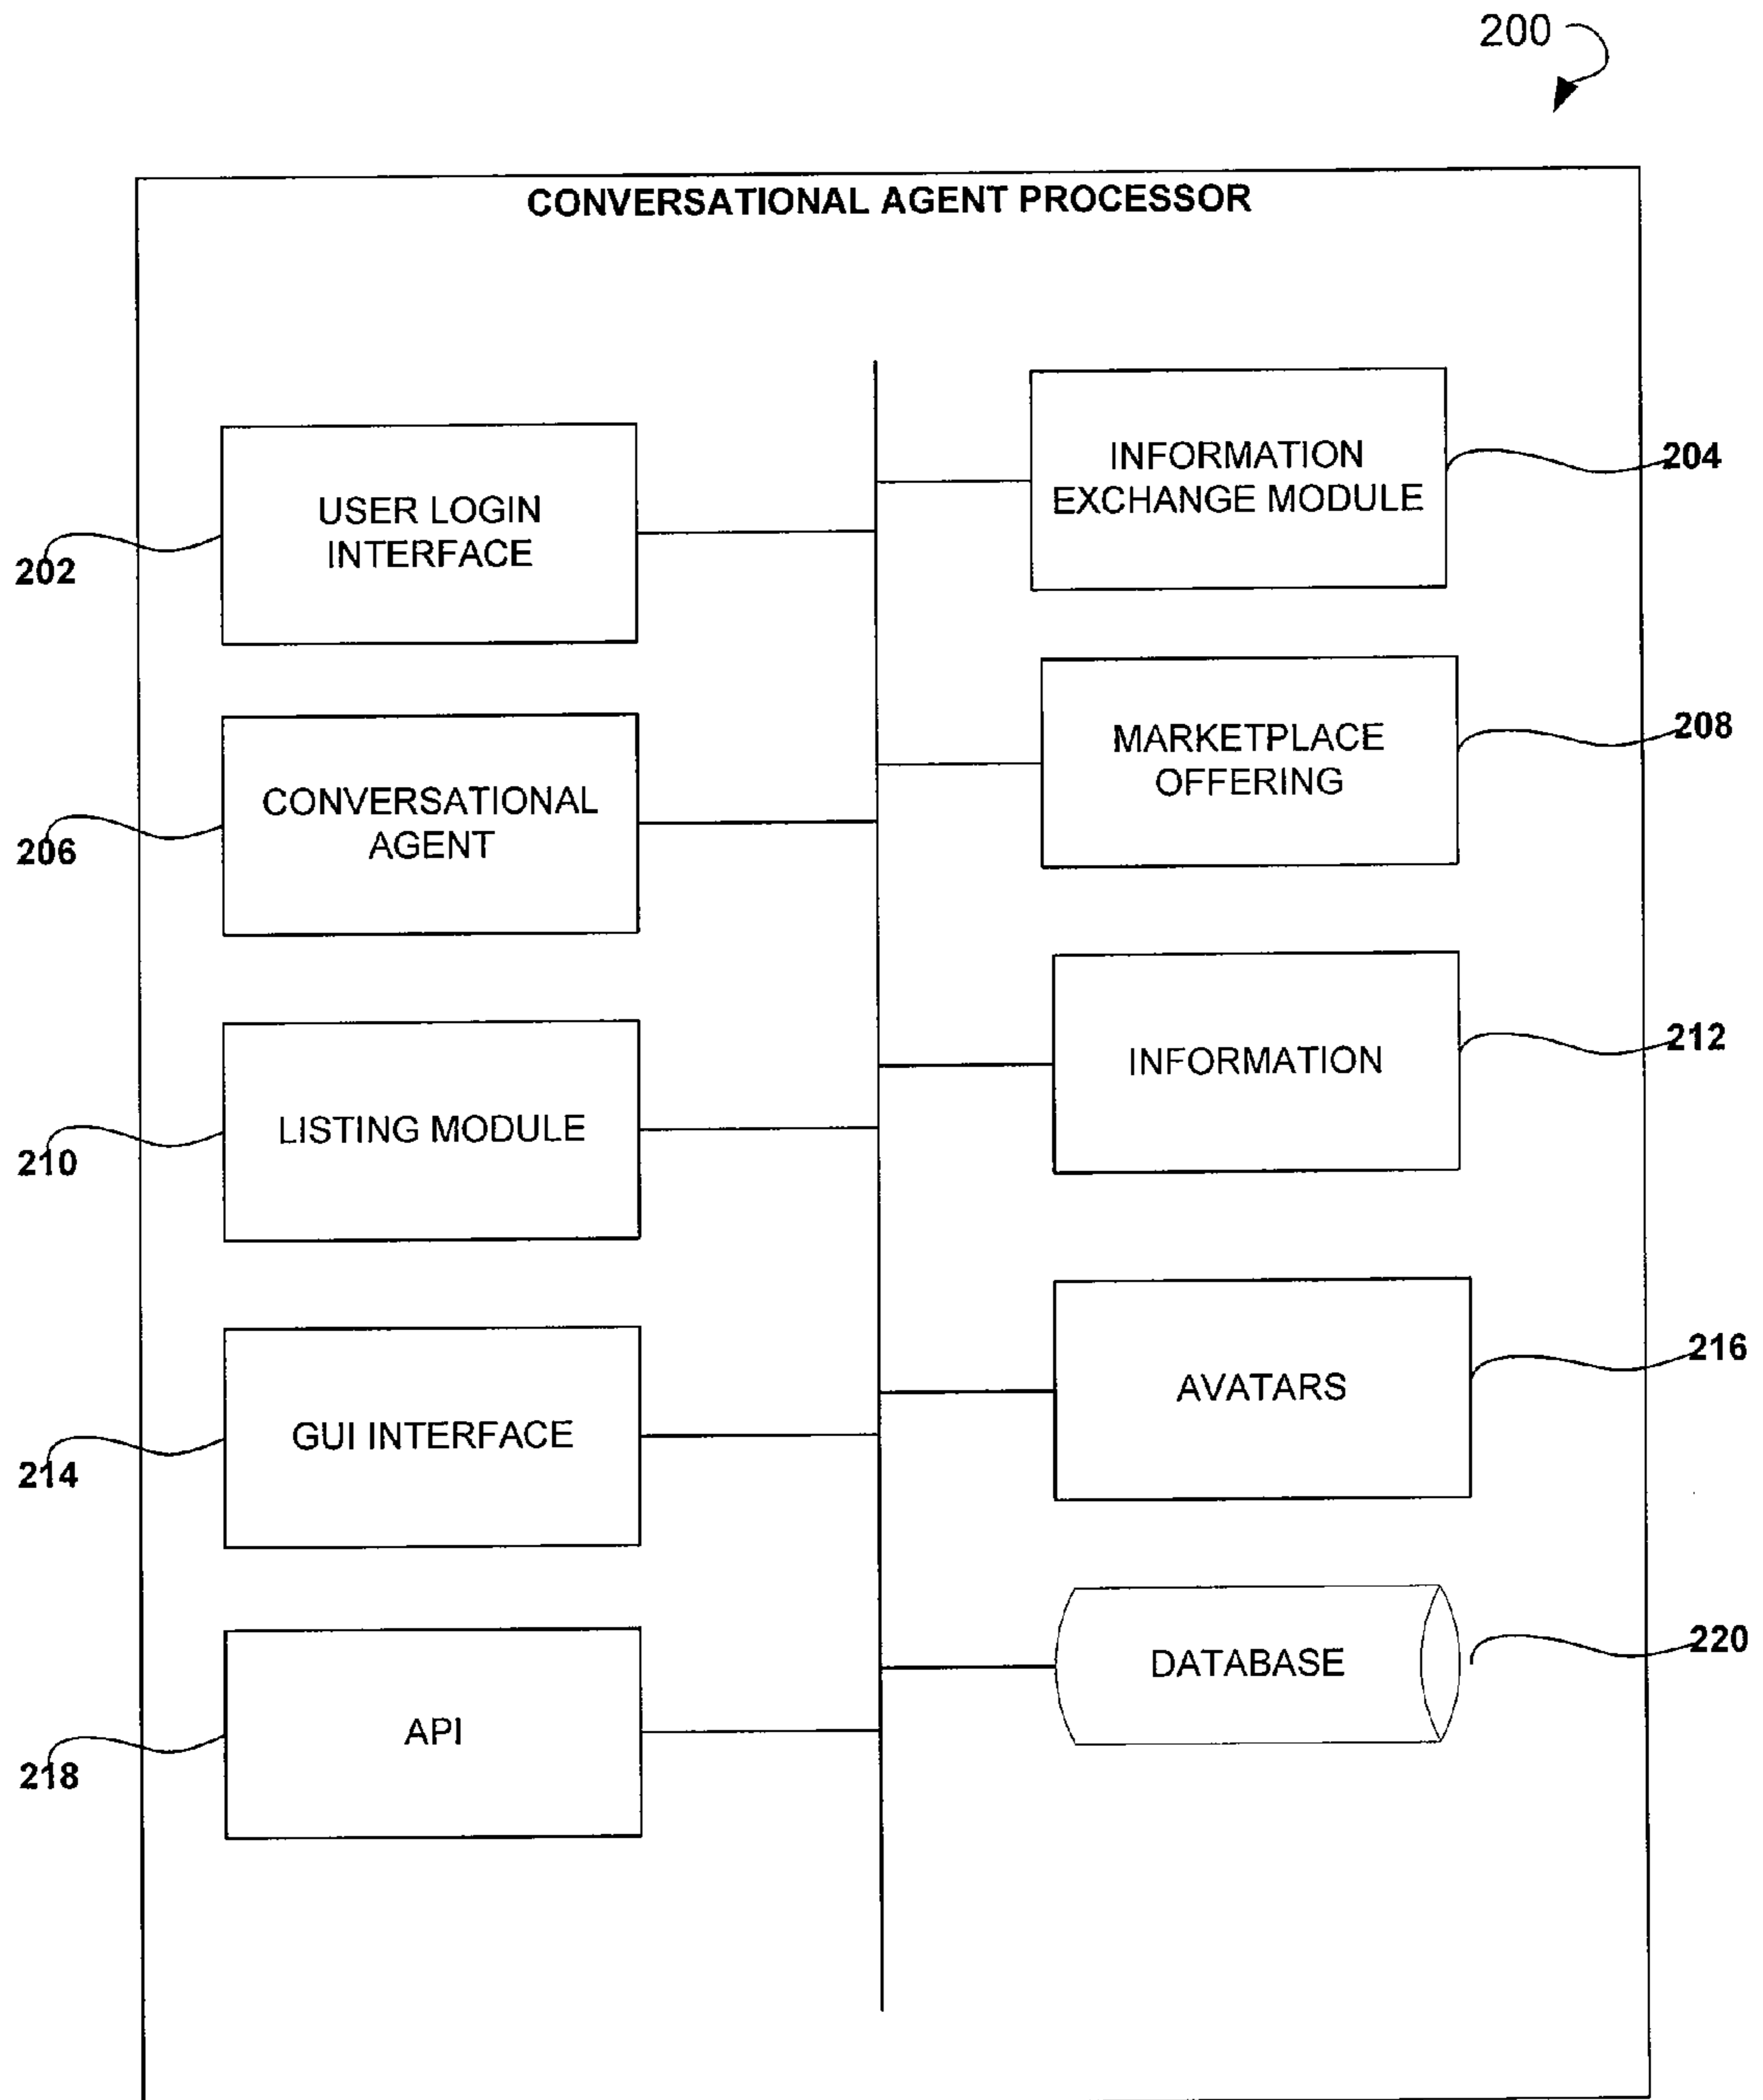 200
CONVERSATIONAL AGENT PROCESSOR
USER LOGIN
INTERFACE
202
INFORMATION
EXCHANGE MODULE
204
CONVERSATIONAL
AGENT
206
MARKETPLACE
OFFERING
208
LISTING MODULE
210
INFORMATION
212
GUI INTERFACE
214
AVATARS
216
API
218
DATABASE
220